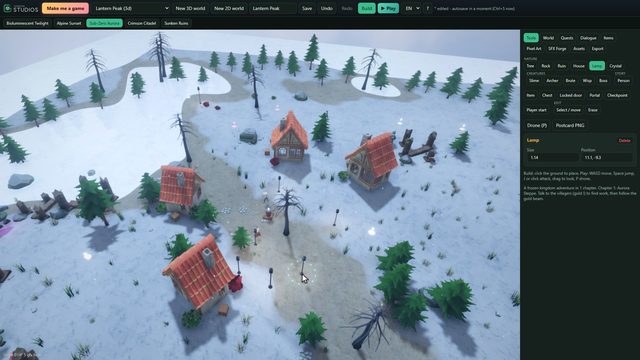 STUDIOS
Make me a game
Lantern Peak (3d)
New 3D world
New 2D world
Lantern Peak
Save
Undo
Redo
Build
▶ Play
EN
?
* edited - autosave in a moment (Ctrl+S now)
Bioluminescent Twilight
Alpine Sunset
Sub-Zero Aurora
Crimson Citadel
Sunken Ruins
Tools
World
Quests
Dialogue
Items
Pixel Art
SFX Forge
Assets
Export
NATURE
Tree
Rock
Ruin
House
Lamp
Crystal
CREATURES
STORY
Slime
Archer
Brute
Wisp
Boss
Person
Item
Chest
Locked door
Portal
Checkpoint
EDIT
Player start
Select / move
Erase
Drone (P)
Postcard PNG
Lamp
Delete
Size
Position
1.14
11.1, -9.3
Build: click the ground to place. Play: WASD move, Space jump,
J or click attack, drag to look, P drone.
A frozen kingdom adventure in 1 chapter. Chapter 1: Aurora
Steppe. Talk to the villagers (gold !) to find work, then follow the
gold beam.